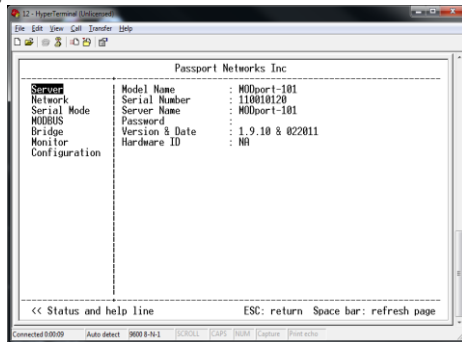 12 - HyperTerminal (Unlicensed)
File Edit View Call Transfer Help
Passport Networks Inc
Server
Network
Serial Mode
MODBUS
Bridge
Monitor
Configuration
Model Name : MODport-101
Serial Number : 110010120
Server Name : MODport-101
Password :
Version & Date : 1.9.10 & 022011
Hardware ID : NA
<< Status and help line ESC: return Space bar: refresh page
Connected 0:00:09 Auto detect 9600 8-N-1 SCROLL CAPS NUM Capture Print echo